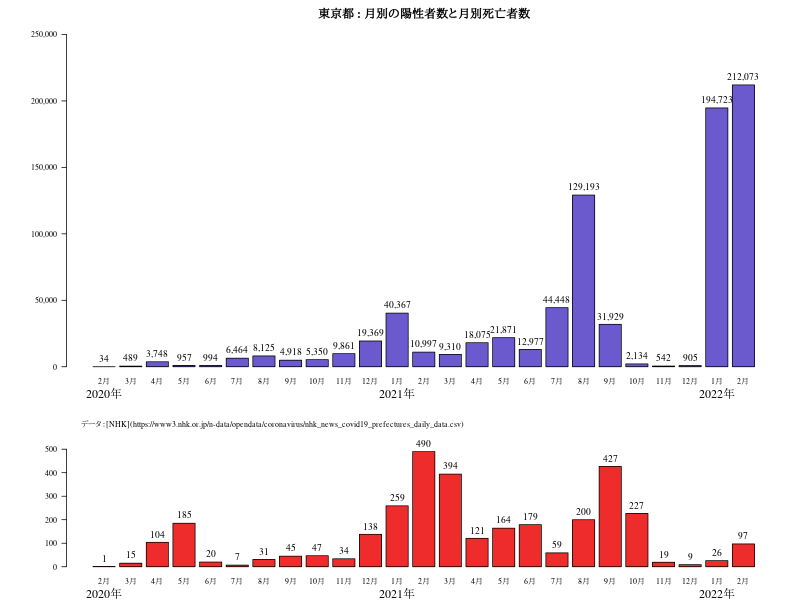 東京都 : 月別の陽性者数と月別死亡者数
250,000
200,000
150,000
100,000
50,000
0
34 489 3,748 957 994 6,464 8,125 4,918 5,350 9,861 19,369 40,367 10,997 9,310 18,075 21,871 12,977 44,448 129,193 31,929 2,134 542 905 194,723 212,073
2月 3月 4月 5月 6月 7月 8月 9月 10月 11月 12月 1月 2月 3月 4月 5月 6月 7月 8月 9月 10月 11月 12月 1月 2月
2020年 2021年 2022年
データ:[NHK](https://www3.nhk.or.jp/n-data/opendata/coronavirus/nhk_news_covid19_prefectures_daily_data.csv)
500
400
300
200
100
0
1 15 104 185 20 7 31 45 47 34 138 259 490 394 121 164 179 59 200 427 227 19 9 26 97
2月 3月 4月 5月 6月 7月 8月 9月 10月 11月 12月 1月 2月 3月 4月 5月 6月 7月 8月 9月 10月 11月 12月 1月 2月
2020年 2021年 2022年